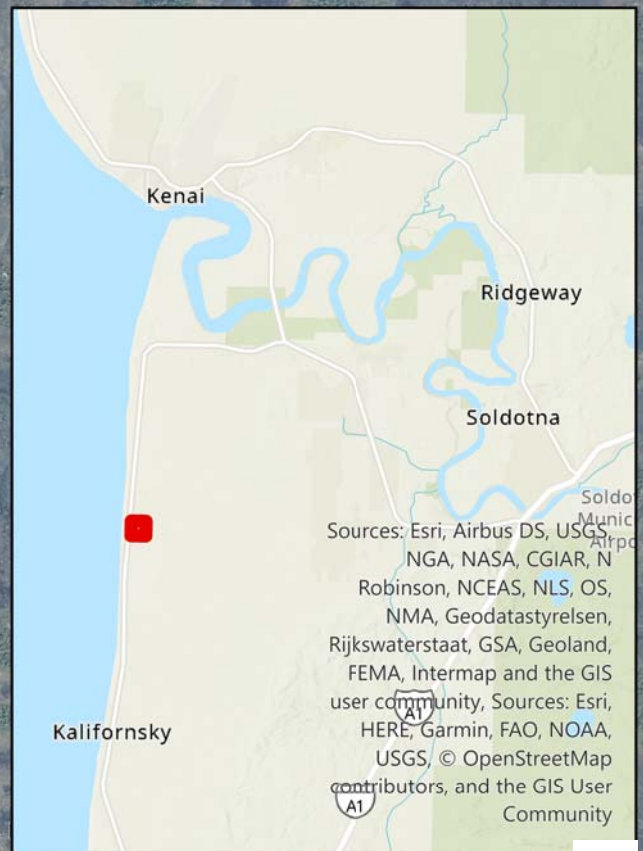 Kenai
Ridgeway
Soldotna
Soldot
Munic
Airpo
Sources: Esri, Airbus DS, USGS,
NGA, NASA, CGIAR, N
Robinson, NCEAS, NLS, OS,
NMA, Geodatastyrelsen,
Rijkswaterstaat, GSA, Geoland,
FEMA, Intermap and the GIS
user community, Sources: Esri,
HERE, Garmin, FAO, NOAA,
USGS, © OpenStreetMap
contributors, and the GIS User
Community
Kalifornsky
A1
A1